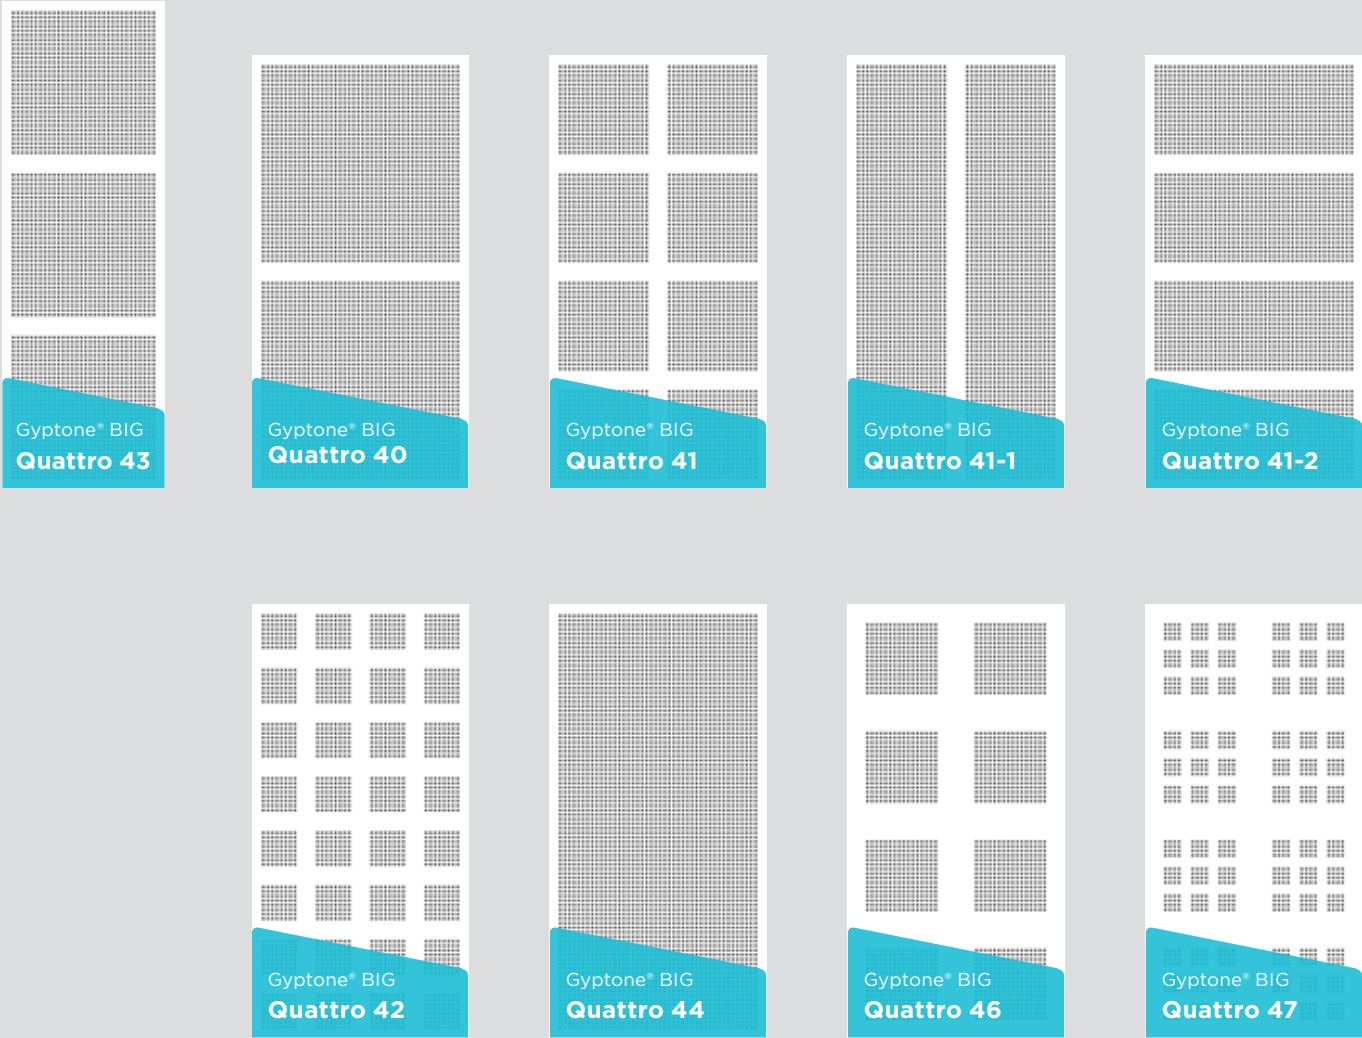 Gyptone® BIG
Quattro 43
Gyptone® BIG
Quattro 40
Gyptone® BIG
Quattro 41
Gyptone® BIG
Quattro 41-1
Gyptone® BIG
Quattro 41-2
Gyptone® BIG
Quattro 42
Gyptone® BIG
Quattro 44
Gyptone® BIG
Quattro 46
Gyptone® BIG
Quattro 47